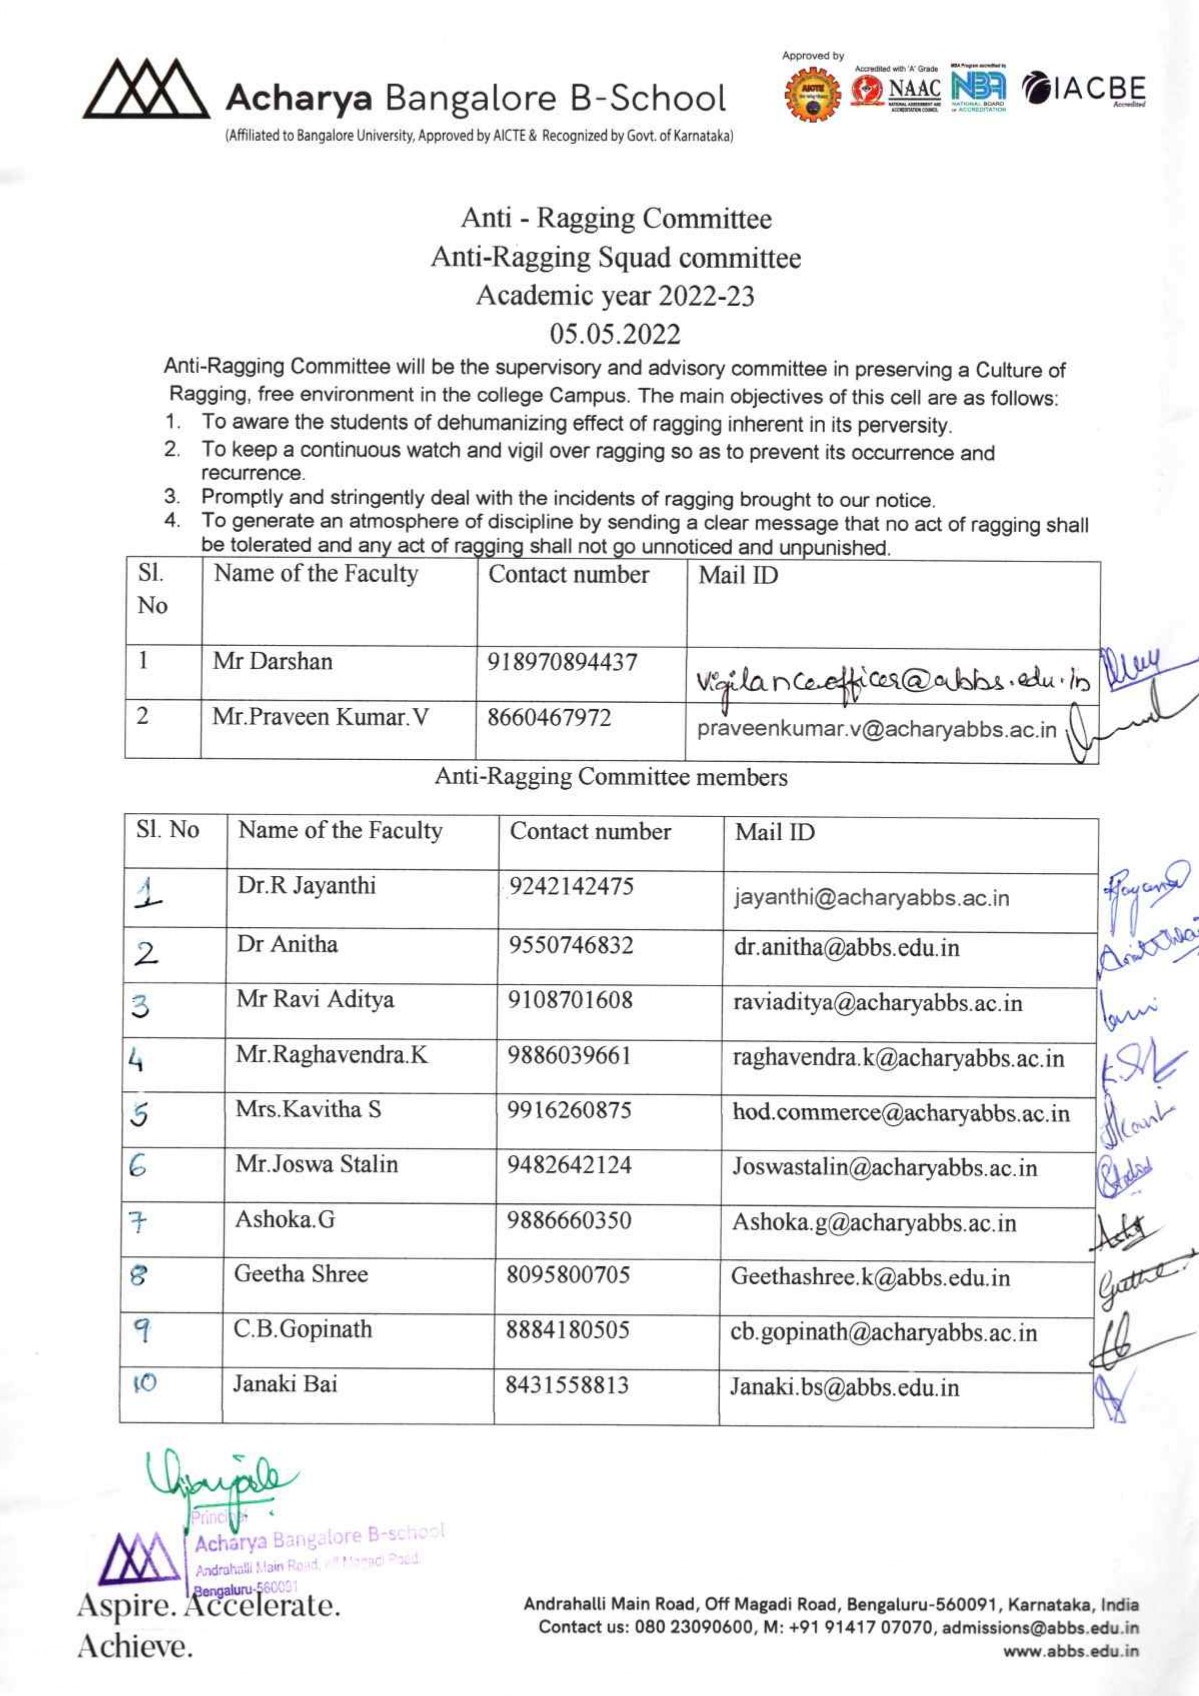 Acharya Bangalore B-School
(Affiliated to Bangalore University, Approved by AICTE & Recognized by Govt. of Karnataka)
Approved by
AICTE
Accredited with 'A' Grade
NAAC
NATIONAL ASSESSMENT AND
ACCREDITATION COUNCIL
MBA Program accredited by
NBA
NATIONAL BOARD
of ACCREDITATION
IACBE
Accredited
Anti - Ragging Committee
Anti-Ragging Squad committee
Academic year 2022-23
05.05.2022
Anti-Ragging Committee will be the supervisory and advisory committee in preserving a Culture of
Ragging, free environment in the college Campus. The main objectives of this cell are as follows:
1. To aware the students of dehumanizing effect of ragging inherent in its perversity.
2. To keep a continuous watch and vigil over ragging so as to prevent its occurrence and
recurrence.
3. Promptly and stringently deal with the incidents of ragging brought to our notice.
4. To generate an atmosphere of discipline by sending a clear message that no act of ragging shall
be tolerated and any act of ragging shall not go unnoticed and unpunished.
Sl. No Name of the Faculty Contact number Mail ID
1 Mr Darshan 918970894437 vigilanceofficer@abbs.edu.in
2 Mr.Praveen Kumar.V 8660467972 praveenkumar.v@acharyabbs.ac.in
Anti-Ragging Committee members
Sl. No Name of the Faculty Contact number Mail ID
1 Dr.R Jayanthi 9242142475 jayanthi@acharyabbs.ac.in
2 Dr Anitha 9550746832 dr.anitha@abbs.edu.in
3 Mr Ravi Aditya 9108701608 raviaditya@acharyabbs.ac.in
4 Mr.Raghavendra.K 9886039661 raghavendra.k@acharyabbs.ac.in
5 Mrs.Kavitha S 9916260875 hod.commerce@acharyabbs.ac.in
6 Mr.Joswa Stalin 9482642124 Joswastalin@acharyabbs.ac.in
7 Ashoka.G 9886660350 Ashoka.g@acharyabbs.ac.in
8 Geetha Shree 8095800705 Geethashree.k@abbs.edu.in
9 C.B.Gopinath 8884180505 cb.gopinath@acharyabbs.ac.in
10 Janaki Bai 8431558813 Janaki.bs@abbs.edu.in
Principal
Acharya Bangalore B-school
Andrahalli Main Road, off Magadi Road
Bengaluru-560091
Aspire. Accelerate.
Achieve.
Andrahalli Main Road, Off Magadi Road, Bengaluru-560091, Karnataka, India
Contact us: 080 23090600, M: +91 91417 07070, admissions@abbs.edu.in
www.abbs.edu.in